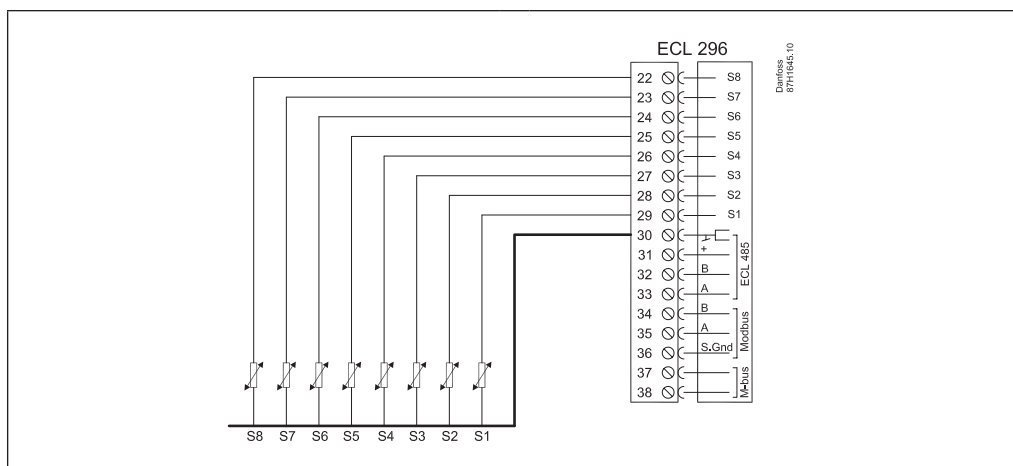 ECL 296
Danfoss
87H1645.10
22 S8
23 S7
24 S6
25 S5
26 S4
27 S3
28 S2
29 S1
30
31 +
32 B
33 A
ECL 485
34 B
35 A
36 S.Gnd
Modbus
37
38
M-bus
S8 S7 S6 S5 S4 S3 S2 S1